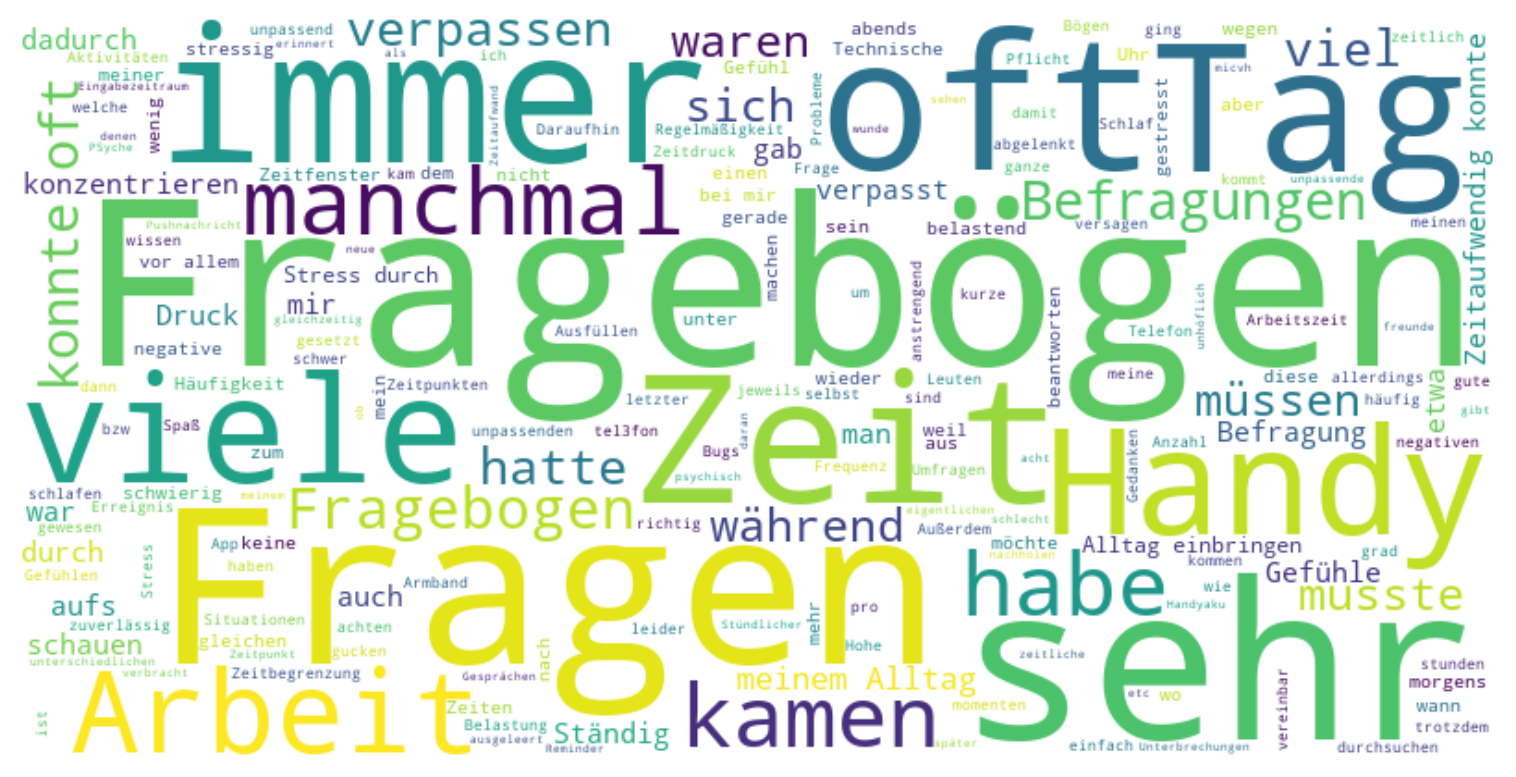 dadurch
Aktivitäten
unpassend
erinnert
stressig
verpassen
als
ich
waren
abends
Technische
Bögen
ging
Pflicht
Uhr
wegen
viel
zeitlich
meiner
Eingabezeitraum
immer
Gefühl
oft
Tag
micvh
welche
denen
PSyche
wenig
Zeitaufwand
Daraufhin
sich
Regelmäßigkeit
Zeitdruck
gab
Probleme
sehen
wunde
damit
abgelenkt
Schlaf
gestresst
aber
ganze
konnte oft
konzentrieren
Zeitfenster
kam
dem
nicht
einen
bei mir
Frage
verpasst
kommt
unpassende
Zeitaufwendig
konnte
manchmal
Befragungen
Pushnachricht
gerade
sein
belastend
versagen
meinen
wissen
vor allem
neue
Fragebögen
Stress durch
machen
mir
um
kurze
anstrengend
unhöflich
Druck
gleichzeitig
gesetzt
Ausfüllen
unter
Telefon
Arbeitszeit
freunde
negative
schwer
beantworten
dann
Häufigkeit
mein
Zeitpunkten
jeweils
wieder
selbst
Leuten
sind
meine
diese
allerdings
gute
viele
ob
letzter
Zeit
müssen
häufig
etwa
gibt
bzw
Spaß
zum
unpassenden
tel3fon
Bugs
daran
man
weil
aus
Befragung
negativen
hatte
psychisch
Frequenz
Umfragen
acht
Gedanken
Anzahl
Handy
schlafen
schwierig
meinem
Erreignis
war
gewesen
Fragebogen
richtig
während
eigentlichen
Außerdem
schlecht
durch
Gefühlen
Stress
App
keine
haben
Fragen
möchte
nachholen
Alltag einbringen
kommen
grad
Gefühle
aufs
zuverlässig
auch
Armband
habe
wie
Handyaku
musste
schauen
Situationen
gleichen
achten
leider
Stündlicher
mehr
pro
Hohe
unterschiedlichen
verbracht
Zeitpunkt
gucken
sehr
zeitliche
stunden
Arbeit
Zeitbegrenzung
Gesprächen
nach
meinem Alltag
etc
wo
morgens
ist
Zeiten
Belastung
ausgeleert
Reminder
Ständig
kamen
momenten
später
einfach
Unterbrechungen
vereinbar
wann
trotzdem
durchsuchen